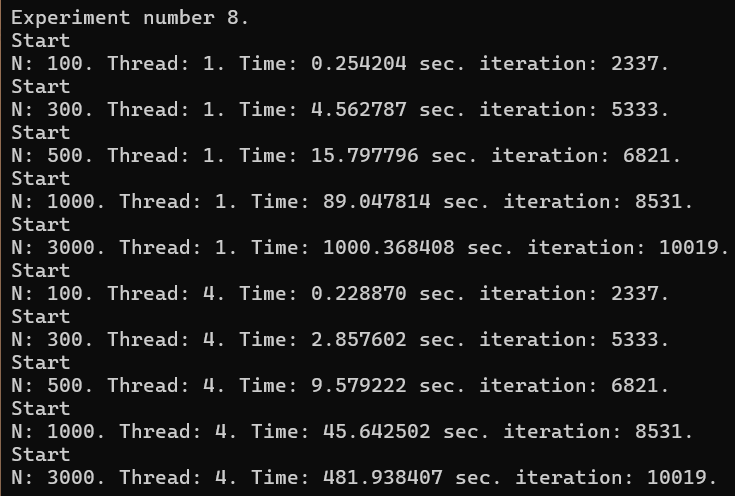 Experiment number 8.
Start
N: 100. Thread: 1. Time: 0.254204 sec. iteration: 2337.
Start
N: 300. Thread: 1. Time: 4.562787 sec. iteration: 5333.
Start
N: 500. Thread: 1. Time: 15.797796 sec. iteration: 6821.
Start
N: 1000. Thread: 1. Time: 89.047814 sec. iteration: 8531.
Start
N: 3000. Thread: 1. Time: 1000.368408 sec. iteration: 10019.
Start
N: 100. Thread: 4. Time: 0.228870 sec. iteration: 2337.
Start
N: 300. Thread: 4. Time: 2.857602 sec. iteration: 5333.
Start
N: 500. Thread: 4. Time: 9.579222 sec. iteration: 6821.
Start
N: 1000. Thread: 4. Time: 45.642502 sec. iteration: 8531.
Start
N: 3000. Thread: 4. Time: 481.938407 sec. iteration: 10019.